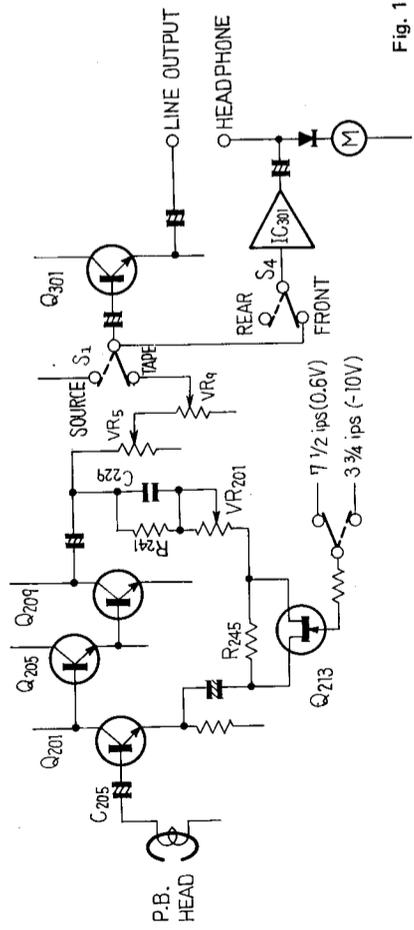 P.B. HEAD
C205
Q201
Q205
Q209
R245
Q213
R241
C229
VR201
7 1/2 ips (0.6V)
3 3/4 ips (-10V)
VR5
VR9
SOURCE
S1
TAPE
Q301
LINE OUTPUT
REAR
S4
FRONT
IC301
HEADPHONE
M
Fig. 1